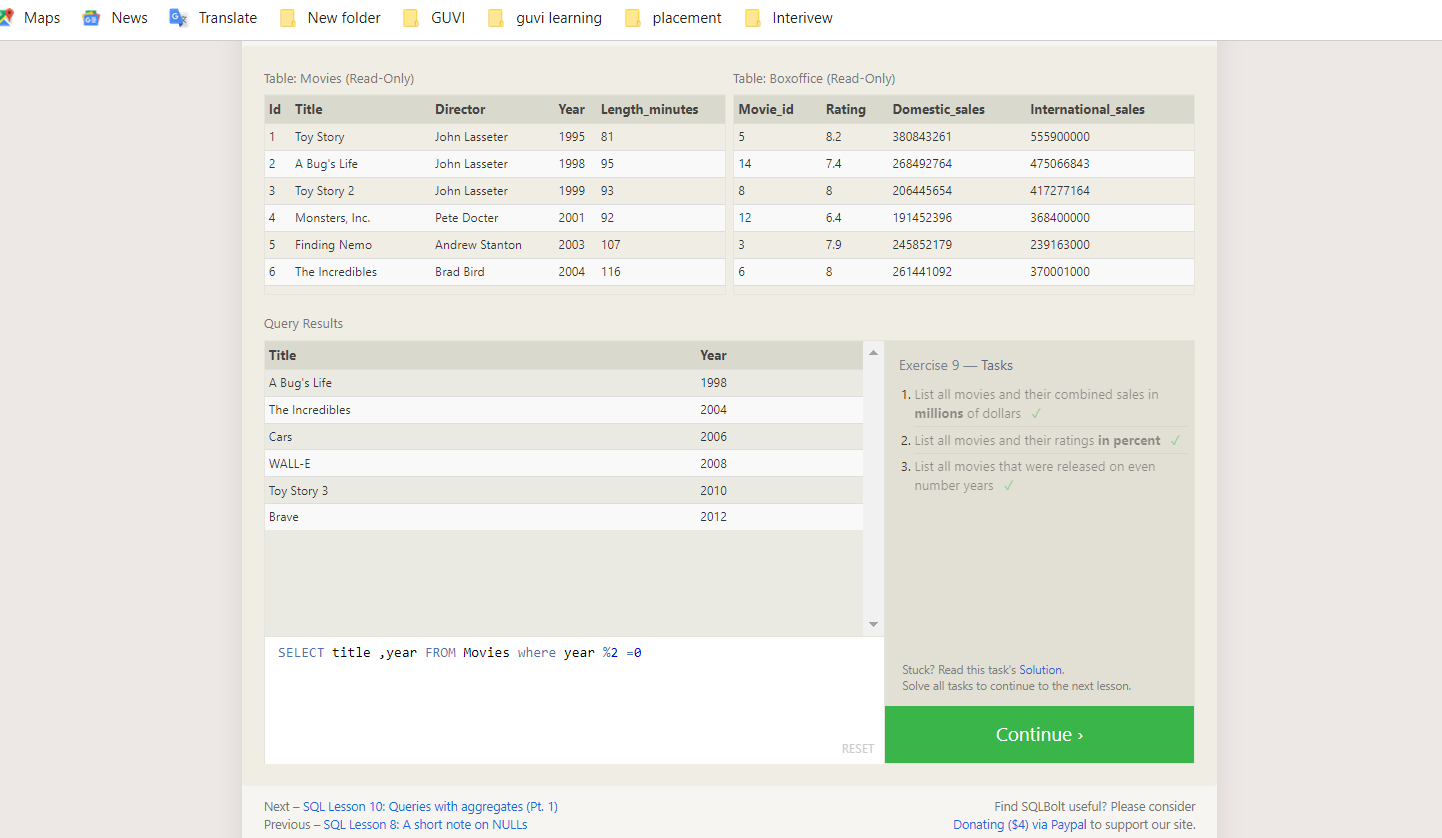 Maps News Translate New folder GUVI guvi learning placement Interivew
Table: Movies (Read-Only) Table: Boxoffice (Read-Only)
Id Title Director Year Length_minutes Movie_id Rating Domestic_sales International_sales
1 Toy Story John Lasseter 1995 81 5 8.2 380843261 555900000
2 A Bug's Life John Lasseter 1998 95 14 7.4 268492764 475066843
3 Toy Story 2 John Lasseter 1999 93 8 8 206445654 417277164
4 Monsters, Inc. Pete Docter 2001 92 12 6.4 191452396 368400000
5 Finding Nemo Andrew Stanton 2003 107 3 7.9 245852179 239163000
6 The Incredibles Brad Bird 2004 116 6 8 261441092 370001000
Query Results
Title Year
A Bug's Life 1998
The Incredibles 2004
Cars 2006
WALL-E 2008
Toy Story 3 2010
Brave 2012
SELECT title ,year FROM Movies where year %2 =0
RESET
Exercise 9 — Tasks
1. List all movies and their combined sales in
millions of dollars ✓
2. List all movies and their ratings in percent ✓
3. List all movies that were released on even
number years ✓
Stuck? Read this task's Solution.
Solve all tasks to continue to the next lesson.
Continue ›
Next – SQL Lesson 10: Queries with aggregates (Pt. 1)
Previous – SQL Lesson 8: A short note on NULLs
Find SQLBolt useful? Please consider
Donating ($4) via Paypal to support our site.